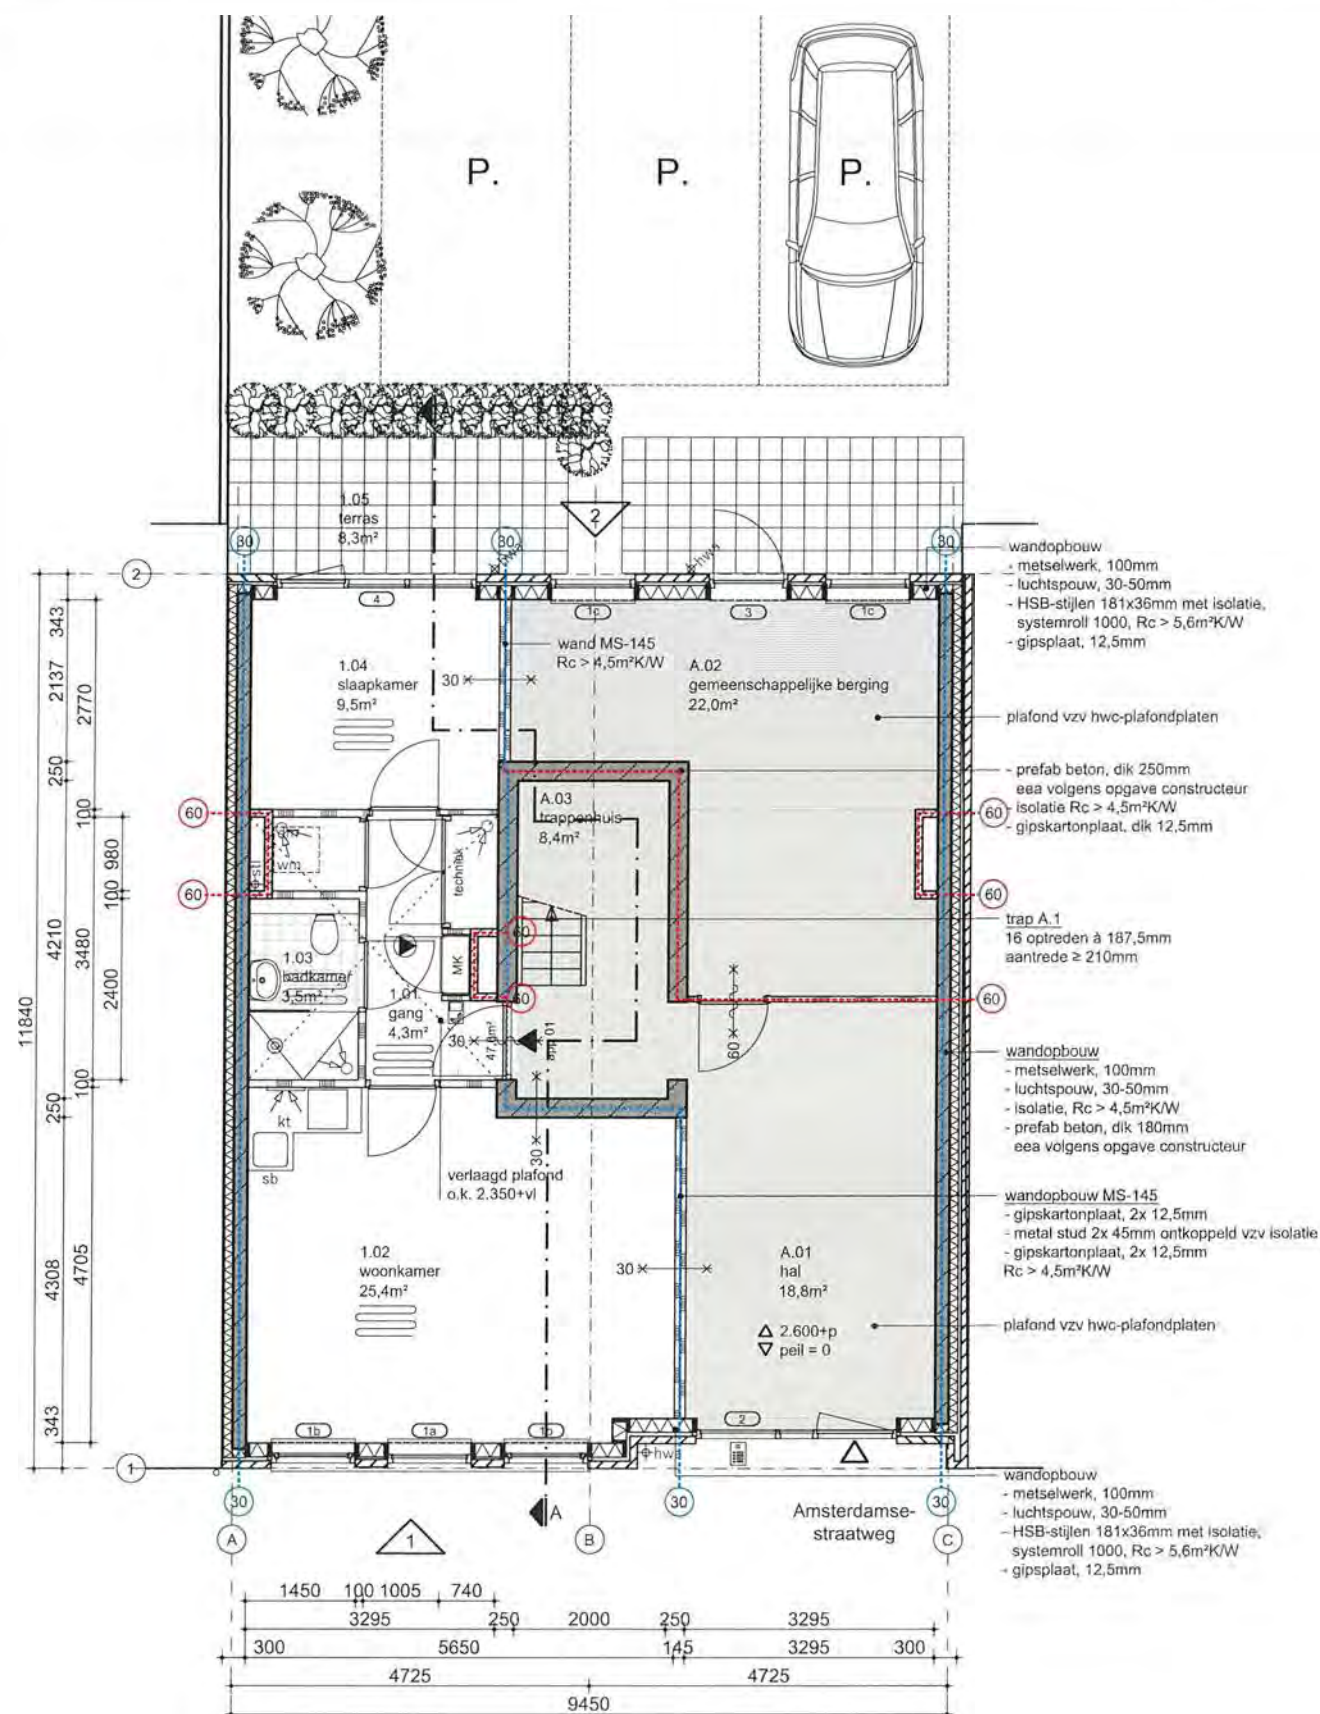 P.
P.
P.
1.05
terras
8,3m²
2
30
30
30
hwa
hwa
2
4
1c
3
1c
wandopbouw
- metselwerk, 100mm
- luchtspouw, 30-50mm
- HSB-stijlen 181x36mm met isolatie,
systemroll 1000, Rc > 5,6m²K/W
- gipsplaat, 12,5mm
wand MS-145
Rc > 4,5m²K/W
1.04
slaapkamer
9,5m²
30
A.02
gemeenschappelijke berging
22,0m²
plafond vzv hwc-plafondplaten
- prefab beton, dik 250mm
eea volgens opgave constructeur
- isolatie Rc > 4,5m²K/W
- gipskartonplaat, dik 12,5mm
A.03
trappenhuis
8,4m²
60
60
60
60
wm
stl
techniek
trap A.1
16 optreden à 187,5mm
aantrede ≥ 210mm
60
60
60
MK
1.03
badkamer
3,5m²
1.01
gang
4,3m²
30
47,0m²
app. 01
60
wandopbouw
- metselwerk, 100mm
- luchtspouw, 30-50mm
- isolatie, Rc > 4,5m²K/W
- prefab beton, dik 180mm
eea volgens opgave constructeur
kt
sb
30
verlaagd plafond
o.k. 2.350+vl
wandopbouw MS-145
- gipskartonplaat, 2x 12,5mm
- metal stud 2x 45mm ontkoppeld vzv isolatie
- gipskartonplaat, 2x 12,5mm
Rc > 4,5m²K/W
1.02
woonkamer
25,4m²
30
A.01
hal
18,8m²
2.600+p
peil = 0
plafond vzv hwc-plafondplaten
1b
1a
1b
2
hwa
1
30
30
30
A
A
B
C
1
Amsterdamse-
straatweg
wandopbouw
- metselwerk, 100mm
- luchtspouw, 30-50mm
- HSB-stijlen 181x36mm met isolatie,
systemroll 1000, Rc > 5,6m²K/W
- gipsplaat, 12,5mm
11840
343
2137
250
4210
250
4308
343
2770
100
980
100
3480
2400
100
4705
1450 100 1005 740
3295 250 2000 250 3295
300 5650 145 3295 300
4725 4725
9450